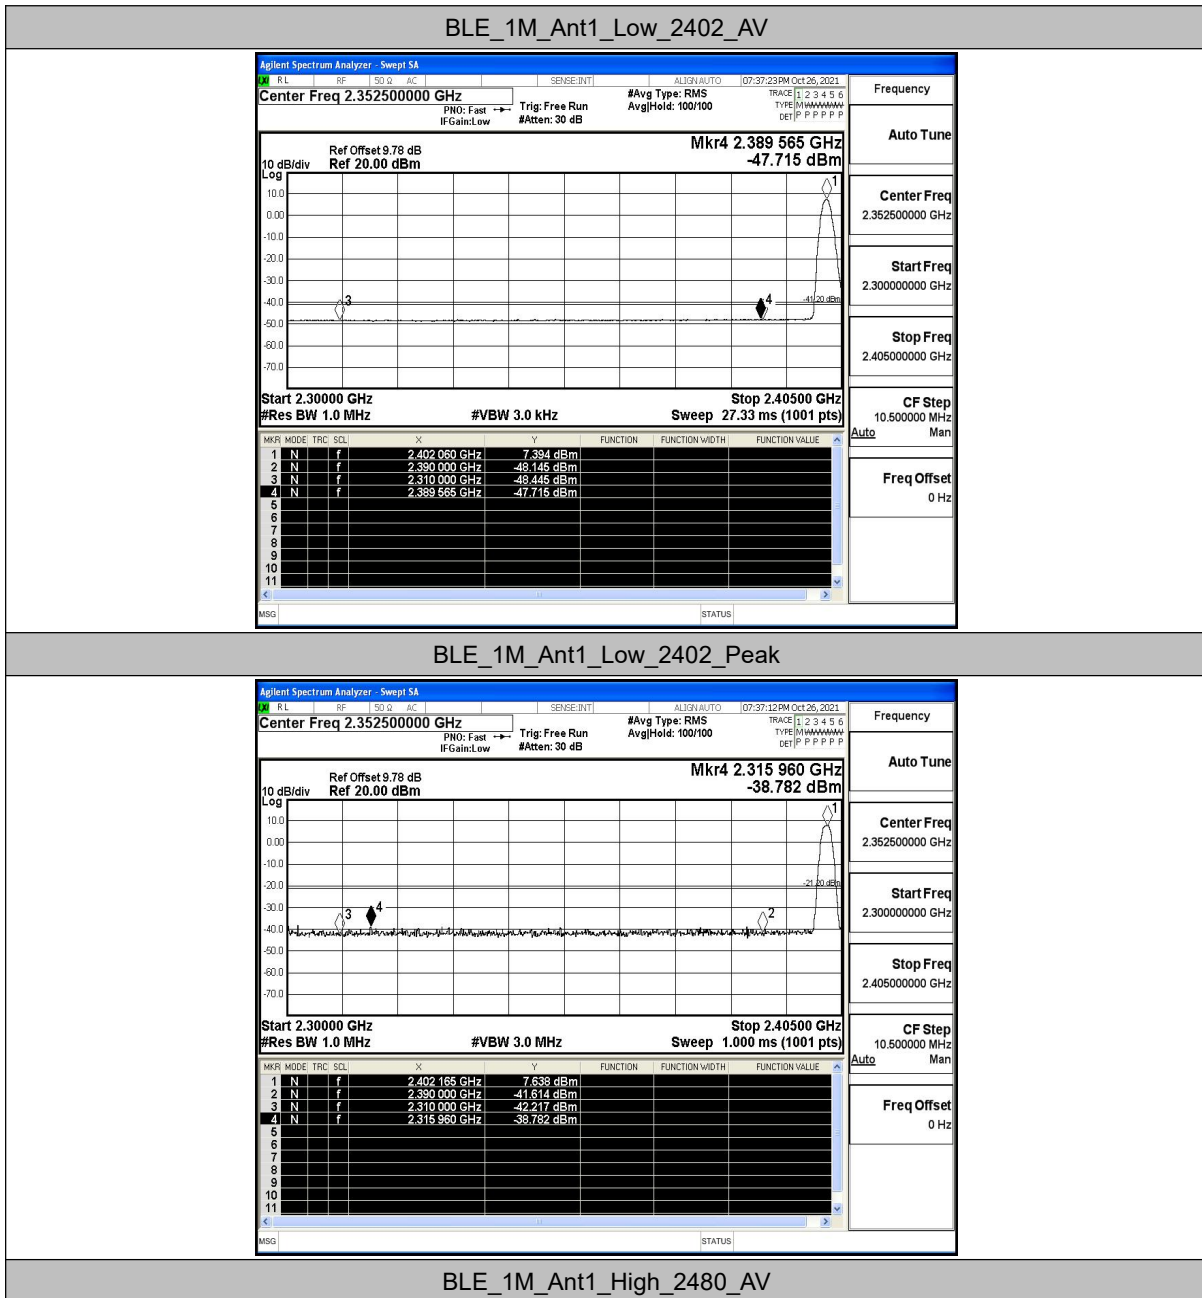 BLE_1M_Ant1_Low_2402_AV
Agilent Spectrum Analyzer - Swept SA
RL RF 50 Ω AC SENSE:INT ALIGN AUTO 07:37:23 PM Oct 26, 2021
Center Freq 2.352500000 GHz
PNO: Fast
IFGain:Low
Trig: Free Run
#Atten: 30 dB
#Avg Type: RMS
Avg|Hold: 100/100
TRACE 1 2 3 4 5 6
TYPE M WWWWW
DET P P P P P P
Mkr4 2.389 565 GHz
-47.715 dBm
Ref Offset 9.78 dB
10 dB/div Ref 20.00 dBm
Log
10.0
0.00
-10.0
-20.0
-30.0
-40.0
-50.0
-60.0
-70.0
1
3
4
-41.20 dBm
Start 2.30000 GHz Stop 2.40500 GHz
#Res BW 1.0 MHz #VBW 3.0 kHz Sweep 27.33 ms (1001 pts)
MKR MODE TRC SCL X Y FUNCTION FUNCTION WIDTH FUNCTION VALUE
1 N f 2.402 060 GHz 7.394 dBm
2 N f 2.390 000 GHz -48.145 dBm
3 N f 2.310 000 GHz -48.445 dBm
4 N f 2.389 565 GHz -47.715 dBm
5
6
7
8
9
10
11
MSG STATUS
Frequency
Auto Tune
Center Freq
2.352500000 GHz
Start Freq
2.300000000 GHz
Stop Freq
2.405000000 GHz
CF Step
10.500000 MHz
Auto Man
Freq Offset
0 Hz
BLE_1M_Ant1_Low_2402_Peak
Agilent Spectrum Analyzer - Swept SA
RL RF 50 Ω AC SENSE:INT ALIGN AUTO 07:37:12 PM Oct 26, 2021
Center Freq 2.352500000 GHz
PNO: Fast
IFGain:Low
Trig: Free Run
#Atten: 30 dB
#Avg Type: RMS
Avg|Hold: 100/100
TRACE 1 2 3 4 5 6
TYPE M WWWWW
DET P P P P P P
Mkr4 2.315 960 GHz
-38.782 dBm
Ref Offset 9.78 dB
10 dB/div Ref 20.00 dBm
Log
10.0
0.00
-10.0
-20.0
-30.0
-40.0
-50.0
-60.0
-70.0
1
-21.20 dBm
3
4
2
Start 2.30000 GHz Stop 2.40500 GHz
#Res BW 1.0 MHz #VBW 3.0 MHz Sweep 1.000 ms (1001 pts)
MKR MODE TRC SCL X Y FUNCTION FUNCTION WIDTH FUNCTION VALUE
1 N f 2.402 165 GHz 7.638 dBm
2 N f 2.390 000 GHz -41.614 dBm
3 N f 2.310 000 GHz -42.217 dBm
4 N f 2.315 960 GHz -38.782 dBm
5
6
7
8
9
10
11
MSG STATUS
Frequency
Auto Tune
Center Freq
2.352500000 GHz
Start Freq
2.300000000 GHz
Stop Freq
2.405000000 GHz
CF Step
10.500000 MHz
Auto Man
Freq Offset
0 Hz
BLE_1M_Ant1_High_2480_AV